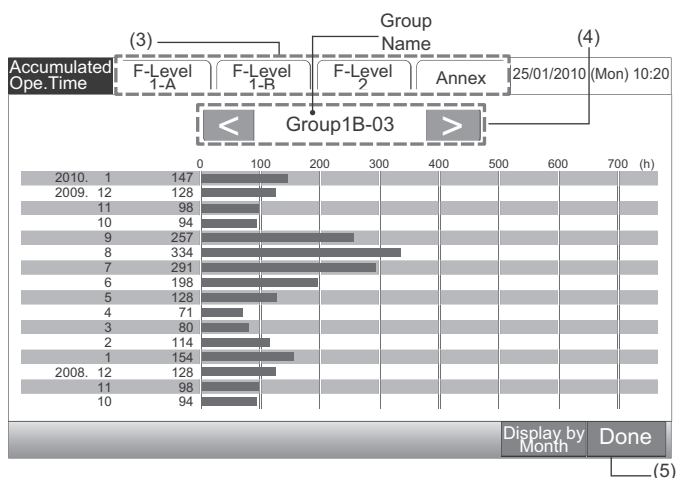 Group
Name
(3)
(4)
Accumulated
Ope.Time
F-Level
1-A
F-Level
1-B
F-Level
2
Annex
25/01/2010 (Mon) 10:20
< Group1B-03 >
0 100 200 300 400 500 600 700 (h)
2010. 1 147
2009. 12 128
11 98
10 94
9 257
8 334
7 291
6 198
5 128
4 71
3 80
2 114
1 154
2008. 12 128
11 98
10 94
Display by
Month
Done
(5)